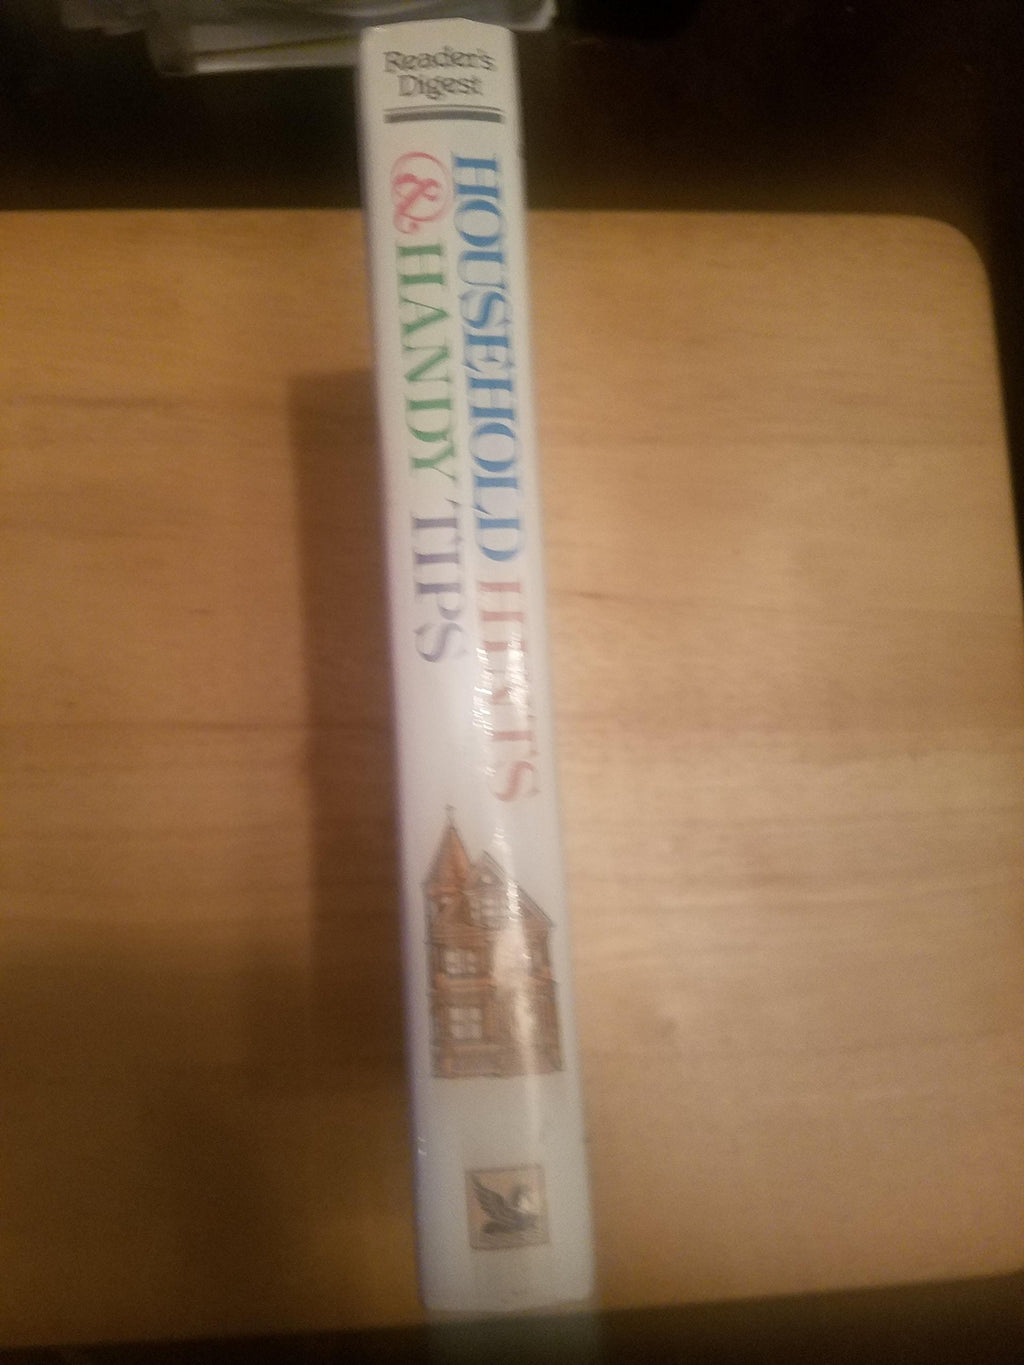 Reader's
Digest
HOUSEHOLD HINTS
& HANDY TIPS